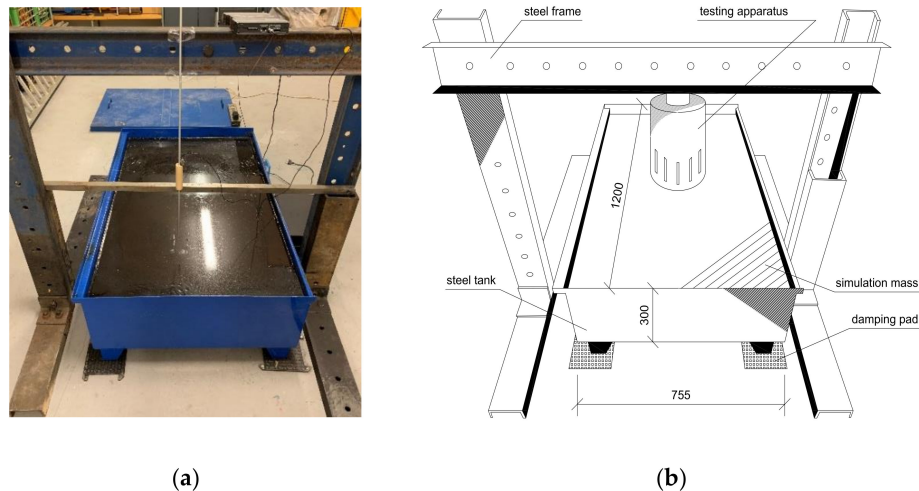 steel frame
testing apparatus
1200
steel tank
300
simulation mass
damping pad
755
(a)
(b)